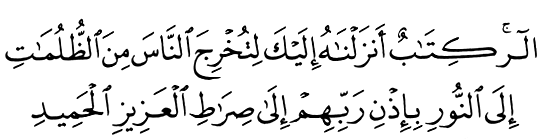 الٓرۚ كِتَٰبٌ أَنزَلْنَٰهُ إِلَيْكَ لِتُخْرِجَ ٱلنَّاسَ مِنَ ٱلظُّلُمَٰتِ
إِلَى ٱلنُّورِ بِإِذْنِ رَبِّهِمْ إِلَىٰ صِرَٰطِ ٱلْعَزِيزِ ٱلْحَمِيدِ